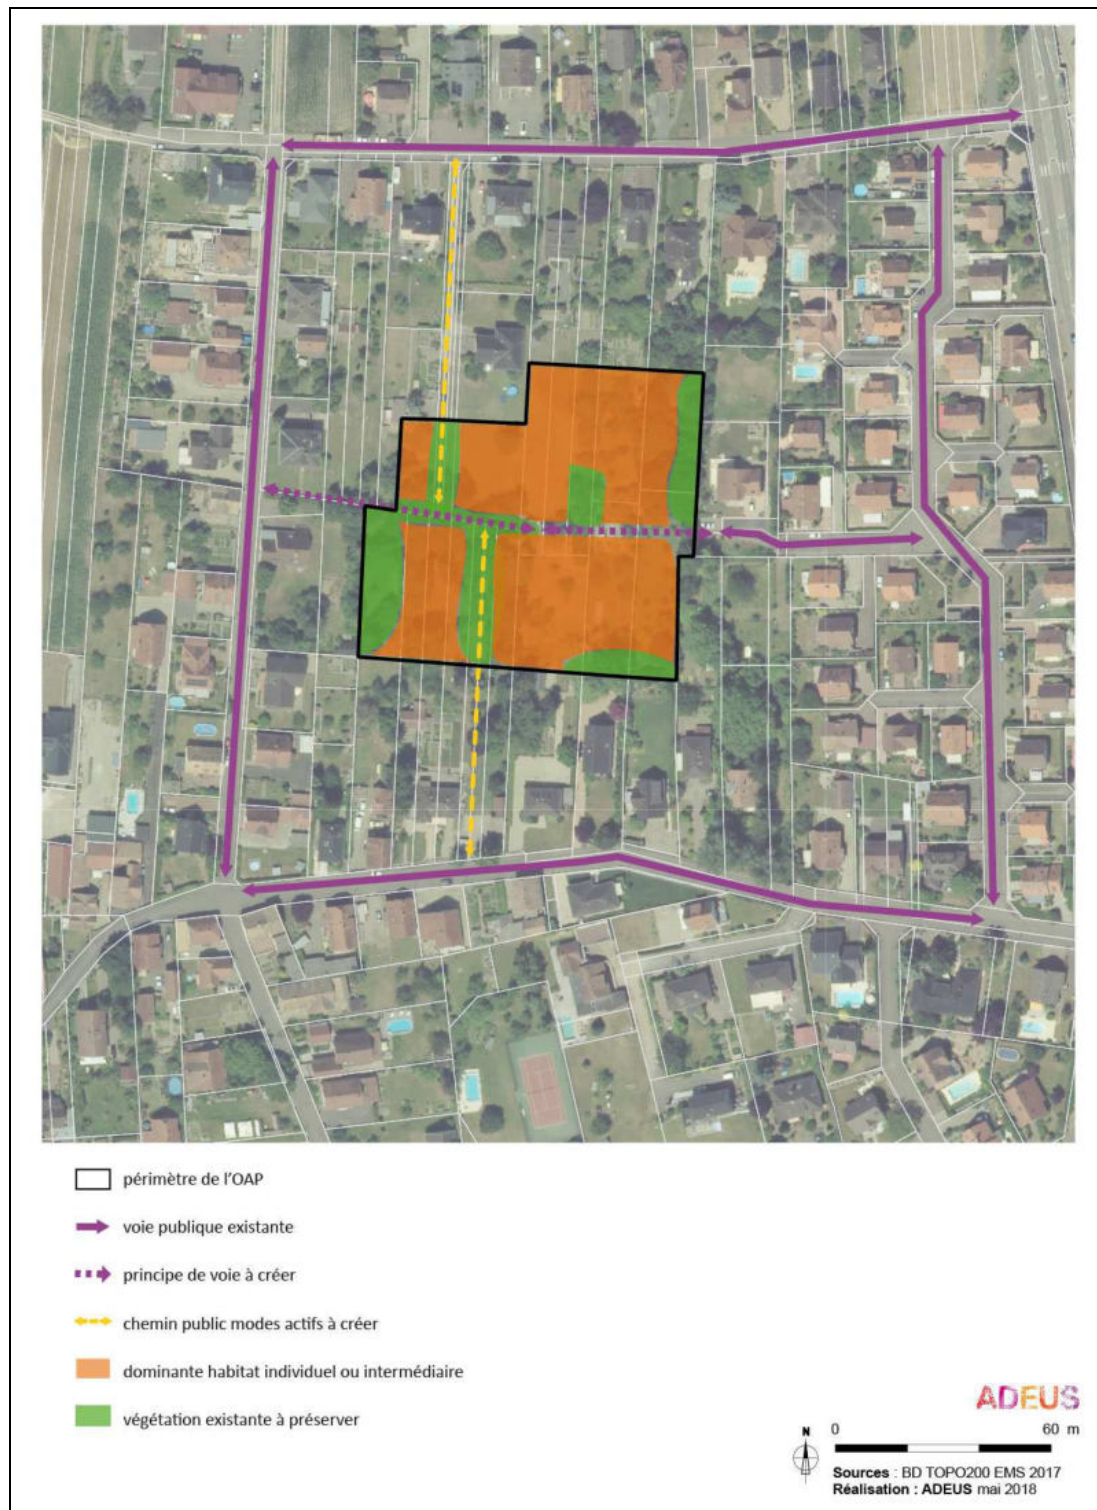 périmètre de l'OAP
voie publique existante
principe de voie à créer
chemin public modes actifs à créer
dominante habitat individuel ou intermédiaire
végétation existante à préserver
ADEUS
N 0 60 m
Sources : BD TOPO200 EMS 2017
Réalisation : ADEUS mai 2018